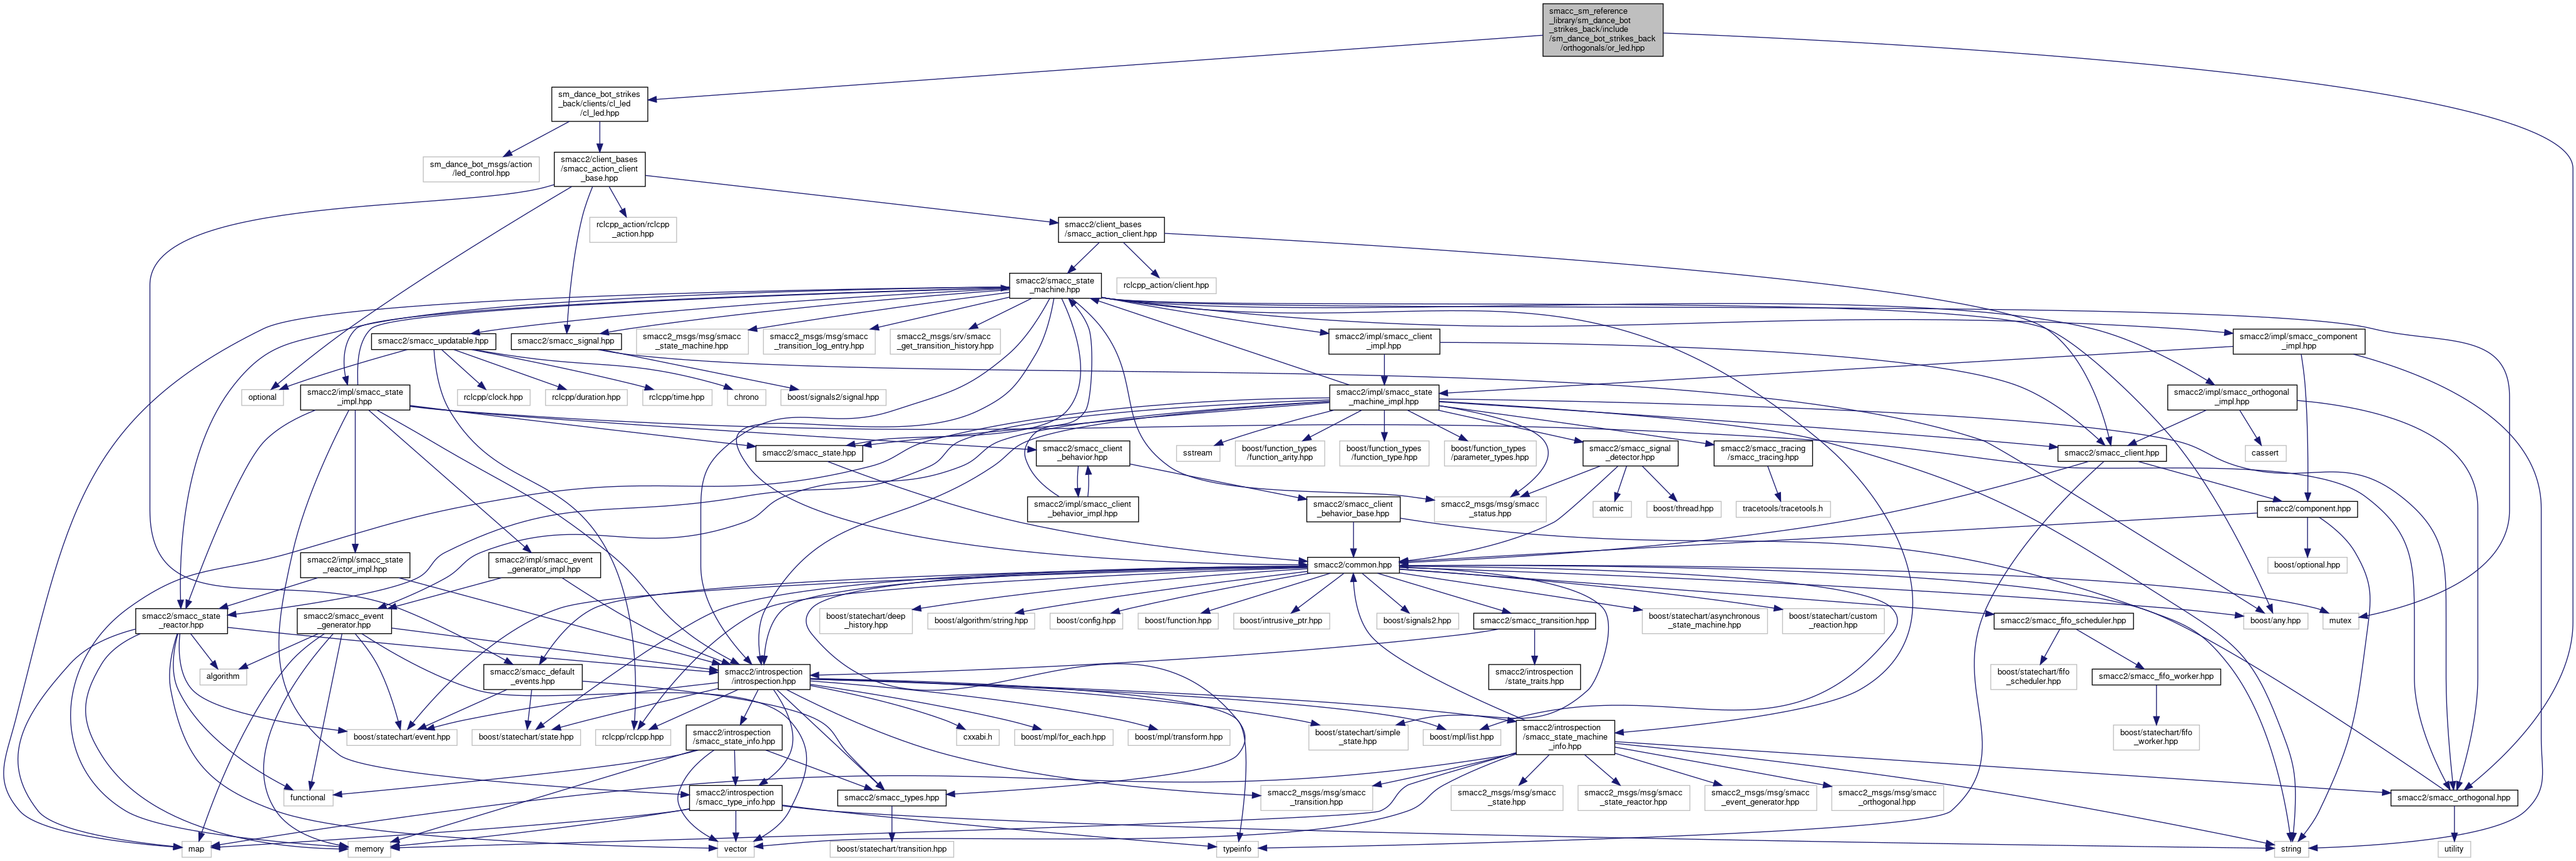 smacc_sm_reference
_library/sm_dance_bot
_strikes_back/include
/sm_dance_bot_strikes_back
/orthogonals/or_led.hpp
sm_dance_bot_strikes
_back/clients/cl_led
/cl_led.hpp
sm_dance_bot_msgs/action
/led_control.hpp
smacc2/client_bases
/smacc_action_client
_base.hpp
rclcpp_action/rclcpp
_action.hpp
smacc2/client_bases
/smacc_action_client.hpp
smacc2/smacc_state
_machine.hpp
rclcpp_action/client.hpp
smacc2/smacc_updatable.hpp
smacc2/smacc_signal.hpp
smacc2_msgs/msg/smacc
_state_machine.hpp
smacc2_msgs/msg/smacc
_transition_log_entry.hpp
smacc2_msgs/srv/smacc
_get_transition_history.hpp
smacc2/impl/smacc_client
_impl.hpp
smacc2/impl/smacc_component
_impl.hpp
optional
smacc2/impl/smacc_state
_impl.hpp
rclcpp/clock.hpp
rclcpp/duration.hpp
rclcpp/time.hpp
chrono
boost/signals2/signal.hpp
smacc2/impl/smacc_state
_machine_impl.hpp
smacc2/impl/smacc_orthogonal
_impl.hpp
smacc2/smacc_state.hpp
smacc2/smacc_client
_behavior.hpp
sstream
boost/function_types
/function_arity.hpp
boost/function_types
/function_type.hpp
boost/function_types
/parameter_types.hpp
smacc2/smacc_signal
_detector.hpp
smacc2/smacc_tracing
/smacc_tracing.hpp
smacc2/smacc_client.hpp
cassert
smacc2/impl/smacc_client
_behavior_impl.hpp
smacc2/smacc_client
_behavior_base.hpp
smacc2_msgs/msg/smacc
_status.hpp
atomic
boost/thread.hpp
tracetools/tracetools.h
smacc2/component.hpp
smacc2/impl/smacc_state
_reactor_impl.hpp
smacc2/impl/smacc_event
_generator_impl.hpp
smacc2/common.hpp
boost/optional.hpp
smacc2/smacc_state
_reactor.hpp
smacc2/smacc_event
_generator.hpp
boost/statechart/deep
_history.hpp
boost/algorithm/string.hpp
boost/config.hpp
boost/function.hpp
boost/intrusive_ptr.hpp
boost/signals2.hpp
smacc2/smacc_transition.hpp
boost/statechart/asynchronous
_state_machine.hpp
boost/statechart/custom
_reaction.hpp
smacc2/smacc_fifo_scheduler.hpp
boost/any.hpp
mutex
algorithm
smacc2/smacc_default
_events.hpp
smacc2/introspection
/introspection.hpp
smacc2/introspection
/state_traits.hpp
boost/statechart/fifo
_scheduler.hpp
smacc2/smacc_fifo_worker.hpp
boost/statechart/event.hpp
boost/statechart/state.hpp
rclcpp/rclcpp.hpp
smacc2/introspection
/smacc_state_info.hpp
cxxabi.h
boost/mpl/for_each.hpp
boost/mpl/transform.hpp
boost/statechart/simple
_state.hpp
boost/mpl/list.hpp
smacc2/introspection
/smacc_state_machine
_info.hpp
boost/statechart/fifo
_worker.hpp
functional
smacc2/introspection
/smacc_type_info.hpp
smacc2/smacc_types.hpp
smacc2_msgs/msg/smacc
_transition.hpp
smacc2_msgs/msg/smacc
_state.hpp
smacc2_msgs/msg/smacc
_state_reactor.hpp
smacc2_msgs/msg/smacc
_event_generator.hpp
smacc2_msgs/msg/smacc
_orthogonal.hpp
smacc2/smacc_orthogonal.hpp
map
memory
vector
boost/statechart/transition.hpp
typeinfo
string
utility